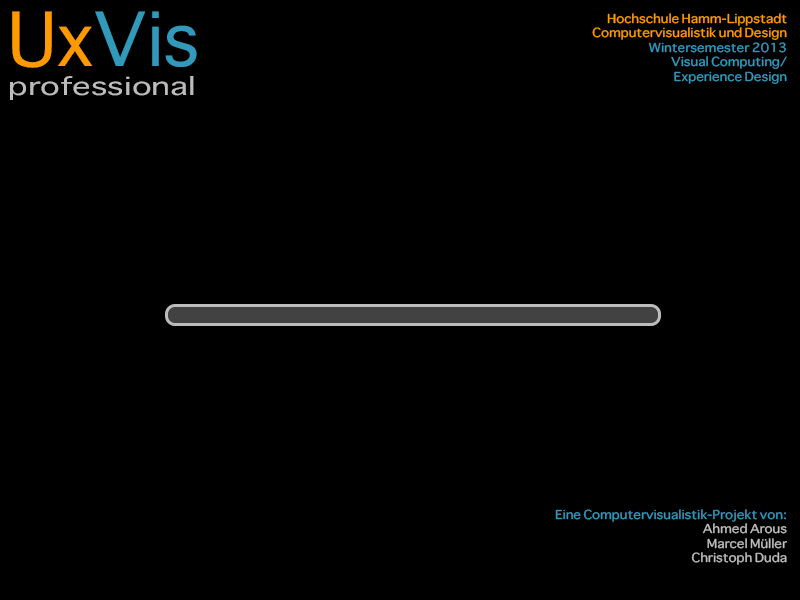 UxVis
professional
Hochschule Hamm-Lippstadt
Computervisualistik und Design
Wintersemester 2013
Visual Computing/
Experience Design
Eine Computervisualistik-Projekt von:
Ahmed Arous
Marcel Müller
Christoph Duda